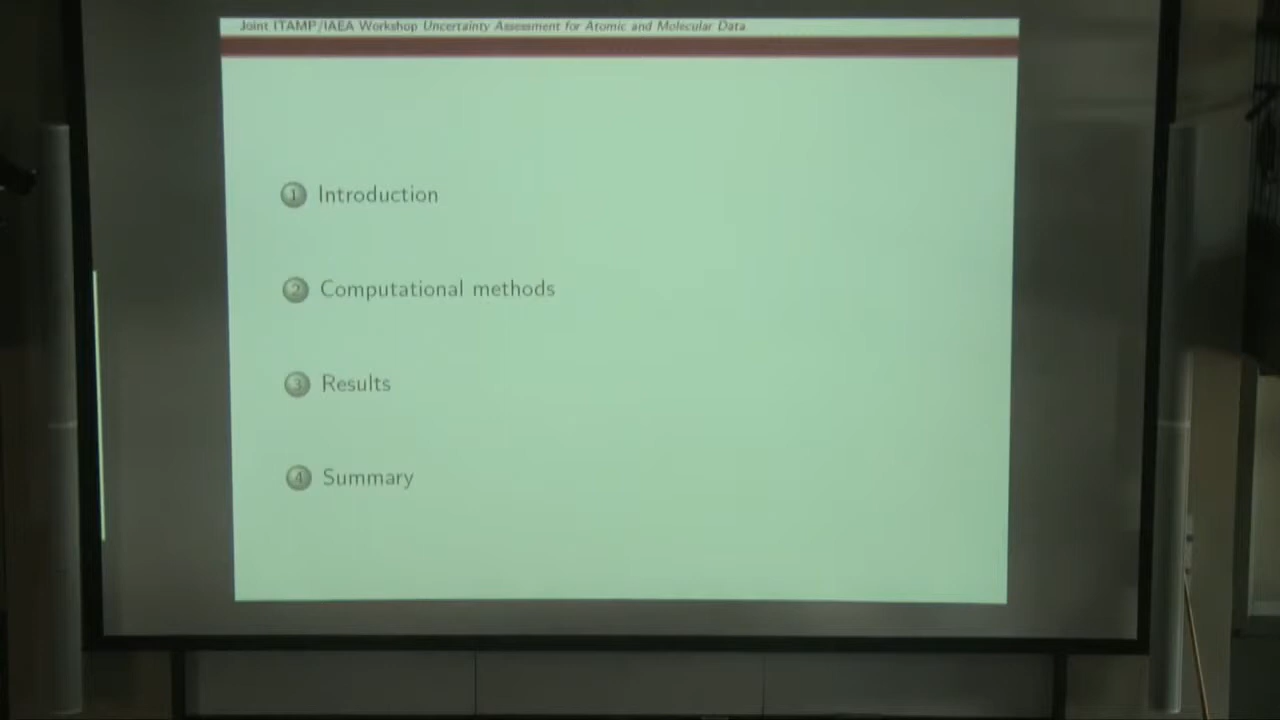 Joint ITAMP/IAEA Workshop Uncertainty Assessment for Atomic and Molecular Data
1 Introduction
2 Computational methods
3 Results
4 Summary